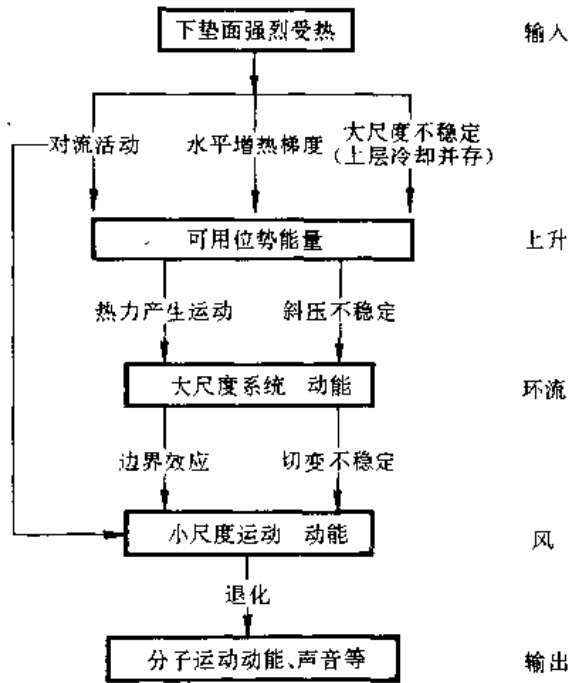 下垫面强烈受热 输入
对流活动 水平增热梯度 大尺度不稳定
(上层冷却并存)
可用位势能量 上升
热力产生运动 斜压不稳定
大尺度系统 动能 环流
边界效应 切变不稳定
小尺度运动 动能 风
退化
分子运动动能、声音等 输出